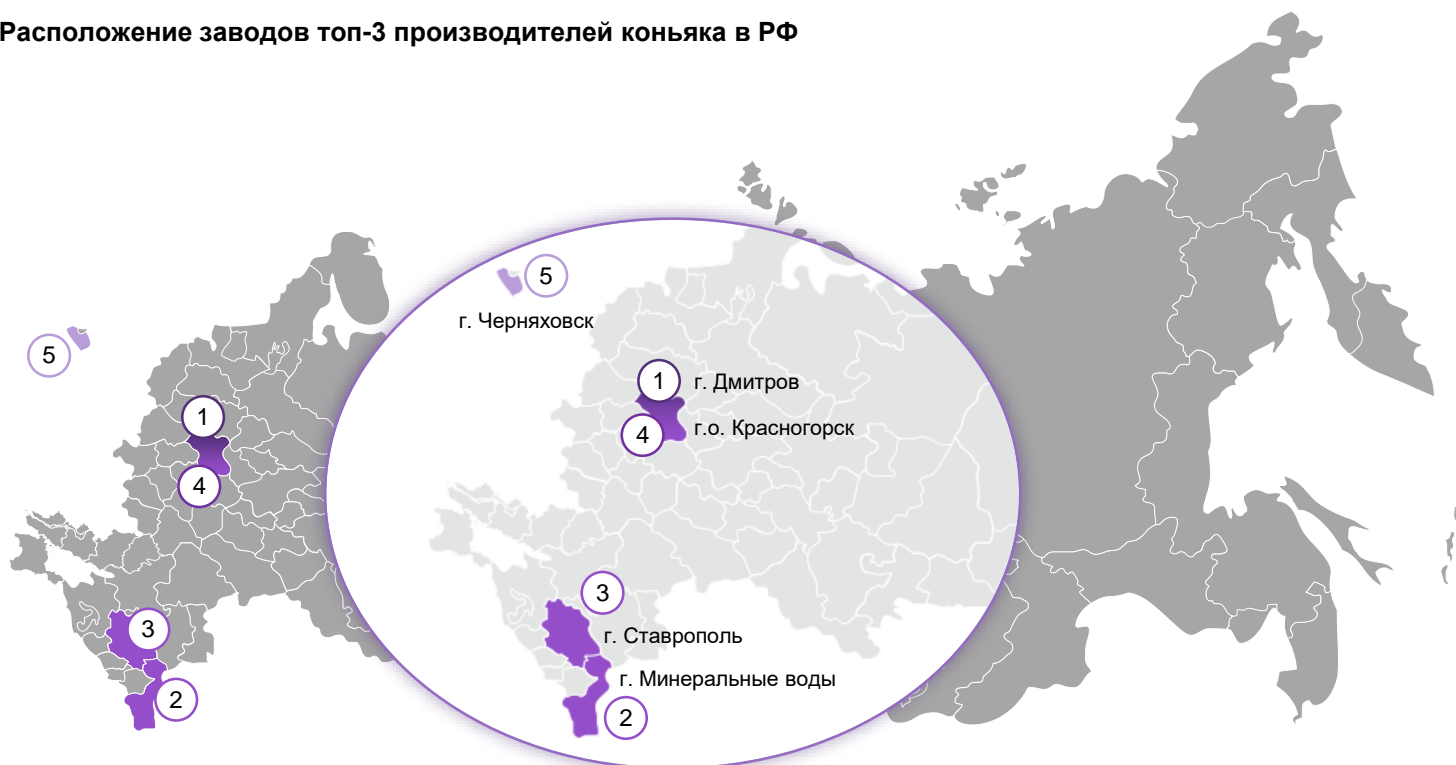 Расположение заводов топ-3 производителей коньяка в РФ
5
г. Черняховск
5
1
г. Дмитров
1
4
г.о. Красногорск
4
3
г. Ставрополь
3
г. Минеральные воды
2
2